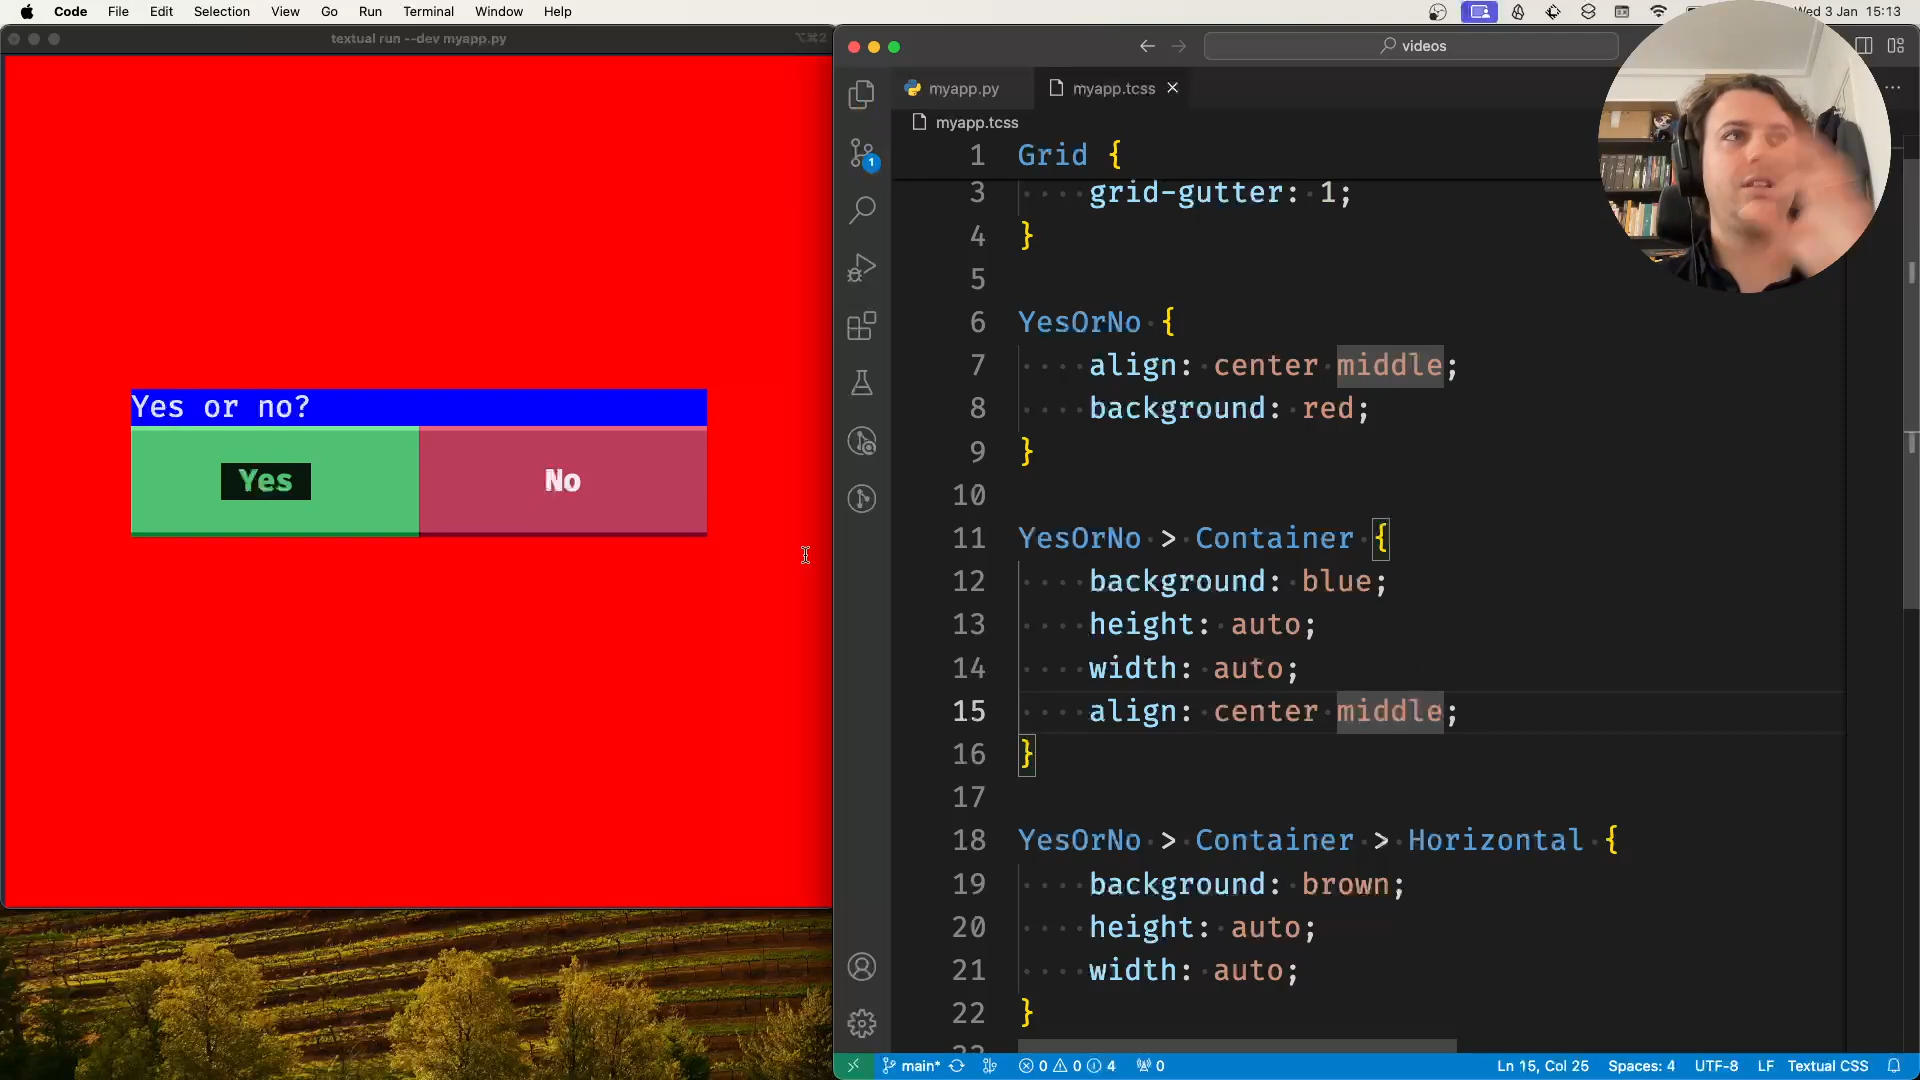 Code File Edit Selection View Go Run Terminal Window Help
Wed 3 Jan 15:13
textual run --dev myapp.py
⌥⌘2
videos
myapp.py
myapp.tcss
myapp.tcss
1 Grid {
3 ····grid-gutter:·1;
4 }
5
6 YesOrNo·{
7 ····align:·center·middle;
8 ····background:·red;
9 }
10
11 YesOrNo·>·Container·{
12 ····background:·blue;
13 ····height:·auto;
14 ····width:·auto;
15 ····align:·center·middle;
16 }
17
18 YesOrNo·>·Container·>·Horizontal·{
19 ····background:·brown;
20 ····height:·auto;
21 ····width:·auto;
22 }
Yes or no?
Yes No
1
main* 0 0 4 0
Ln 15, Col 25 Spaces: 4 UTF-8 LF Textual CSS